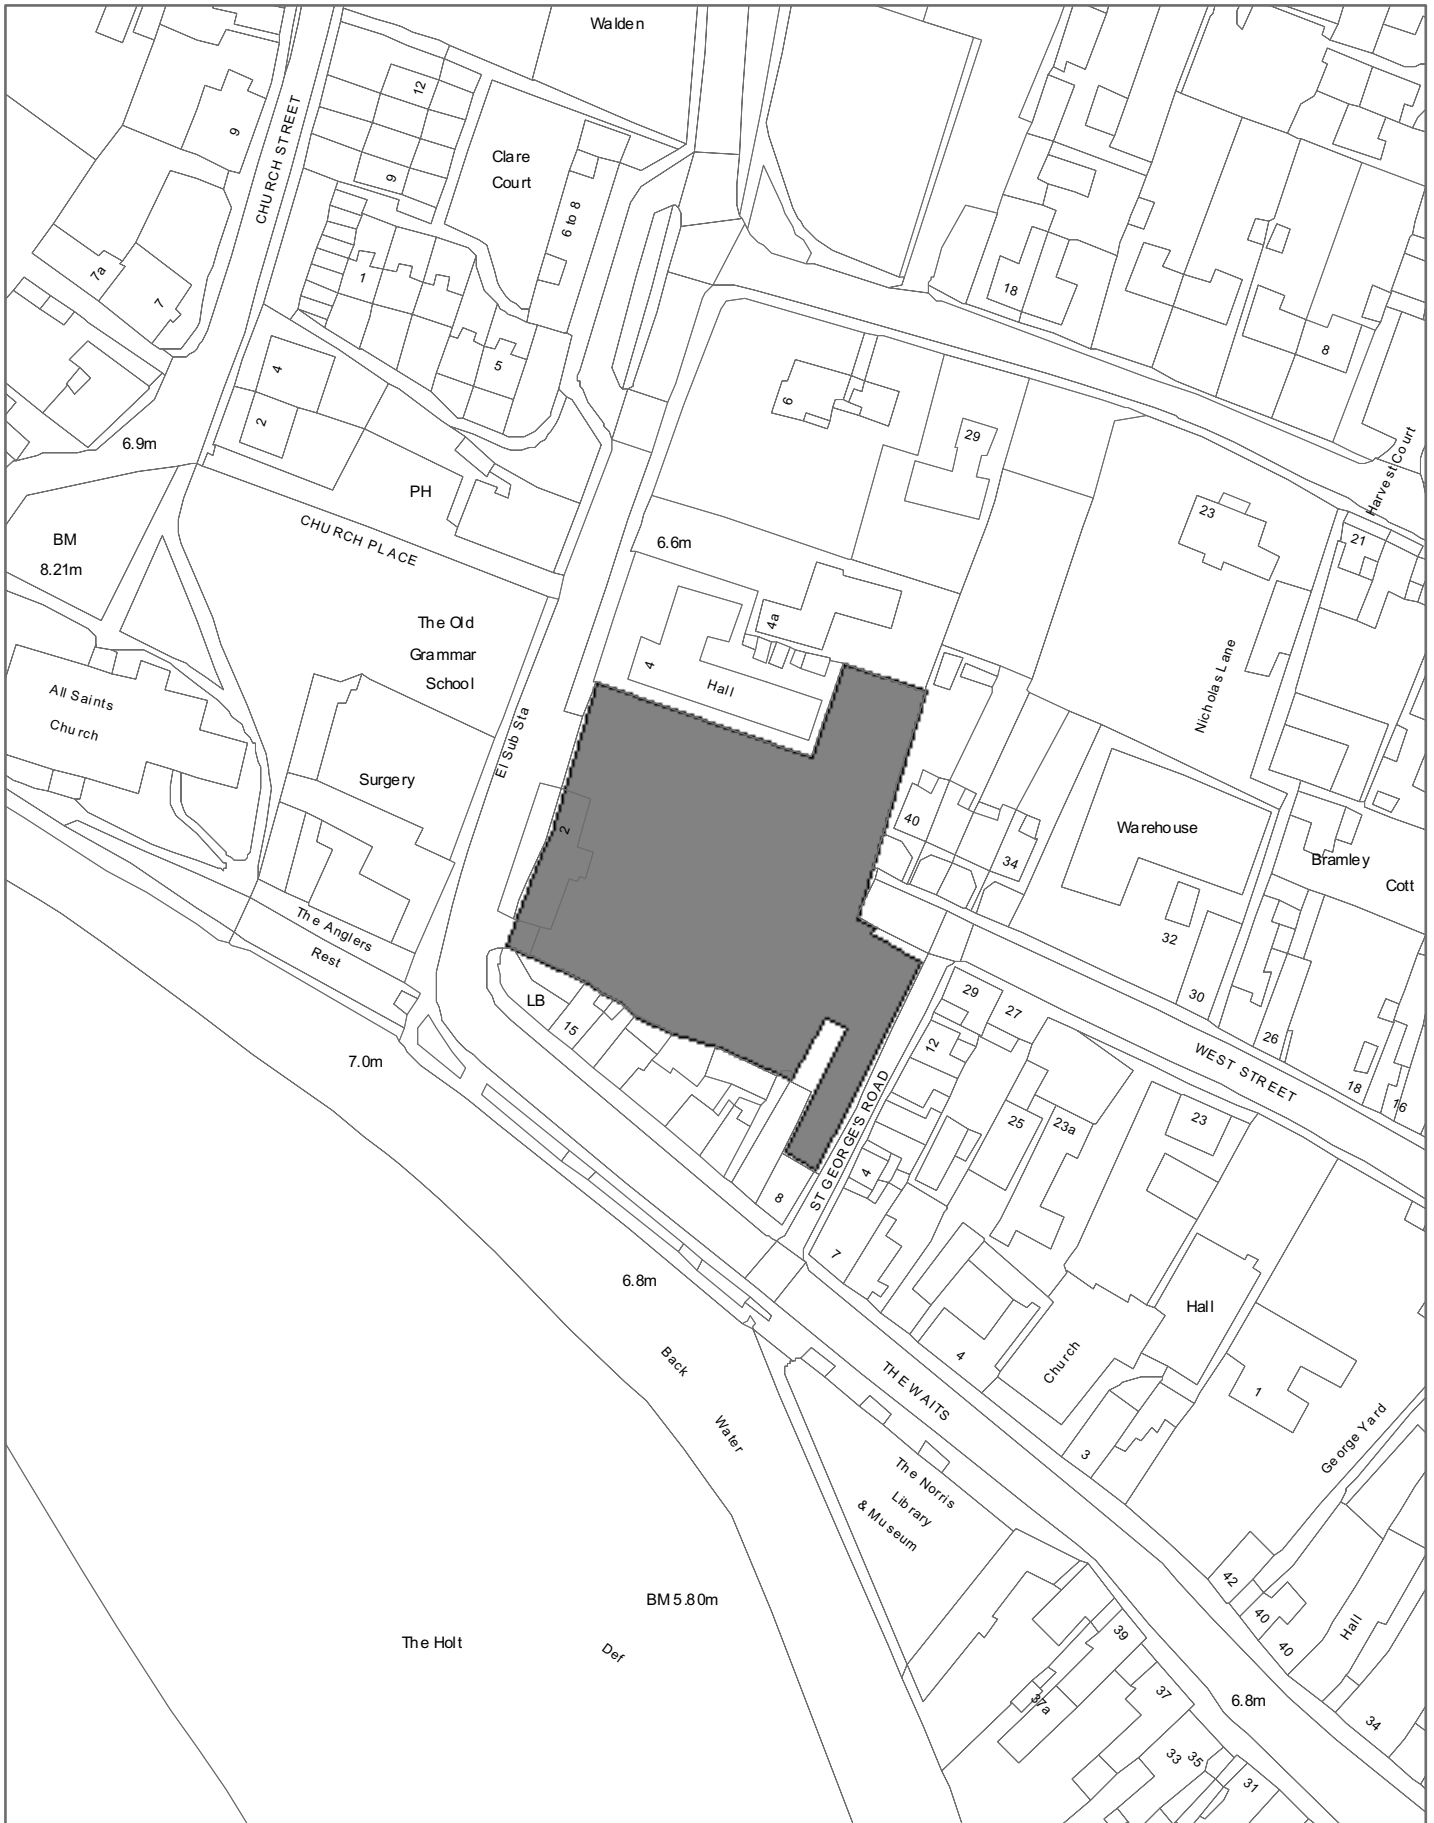 Walden
12
9
CHURCH STREET
Clare
Court
9
6 to 8
7a
7
1
18
8
5
4
2
6
29
6.9m
Harvest Court
PH
CHURCH PLACE
23
21
BM
8.21m
6.6m
The Old
Grammar
School
4a
4
Hall
Nicholas Lane
All Saints
Church
El Sub Sta
Surgery
2
40
34
Warehouse
Bramley
Cott
The Anglers
Rest
32
LB
15
29
27
30
26
12
WEST STREET
18
16
7.0m
ST GEORGE'S ROAD
25
23a
23
4
8
7
6.8m
Hall
Back
Water
4
Church
THE WAITS
1
3
George Yard
The Norris
Library
& Museum
42
40
40
Hall
BM 5.80m
The Holt
Def
39
37a
37
6.8m
34
33
35
31